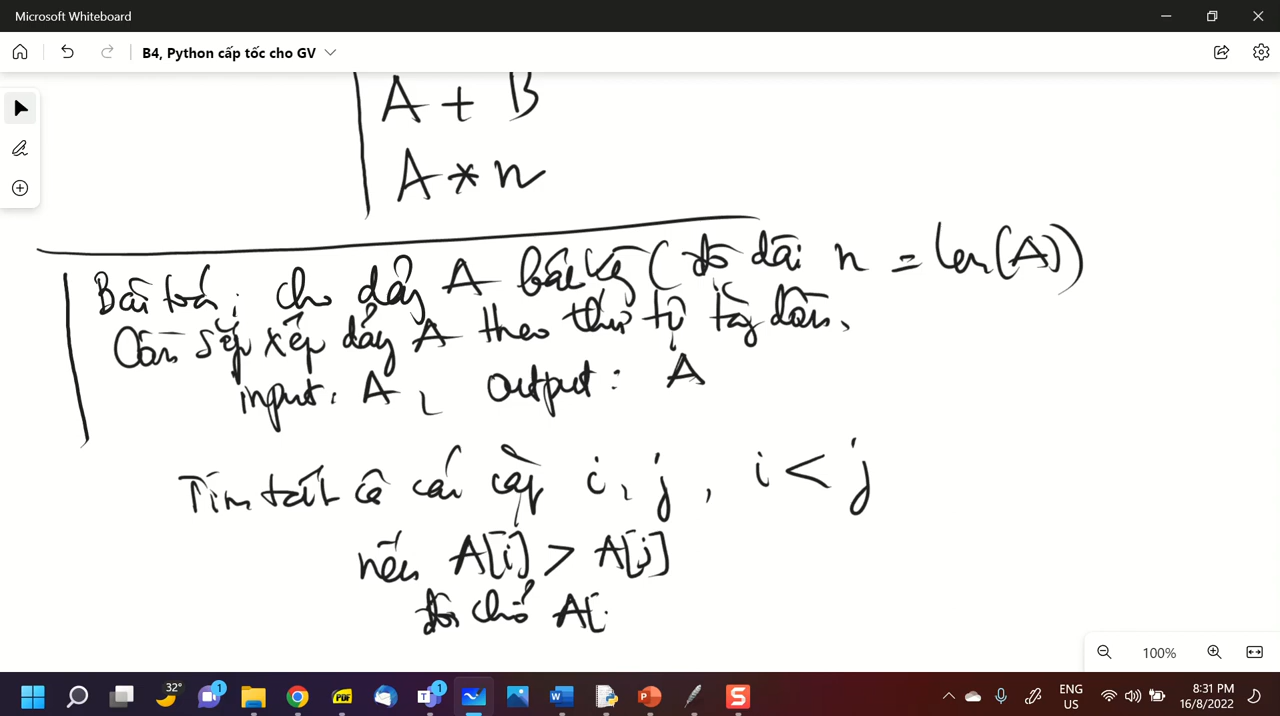 Microsoft Whiteboard
B4, Python cấp tốc cho GV
A + B
A * n
Bài toán: cho dãy A bất kỳ (độ dài n = len(A))
Cần sắp xếp dãy A theo thứ tự tăng dần.
input: A, output: A
Tìm tất cả các cặp i, j, i < j
nếu A[i] > A[j]
đổi chỗ A[
100%
32°
1
1
ENG
US
8:31 PM
16/8/2022